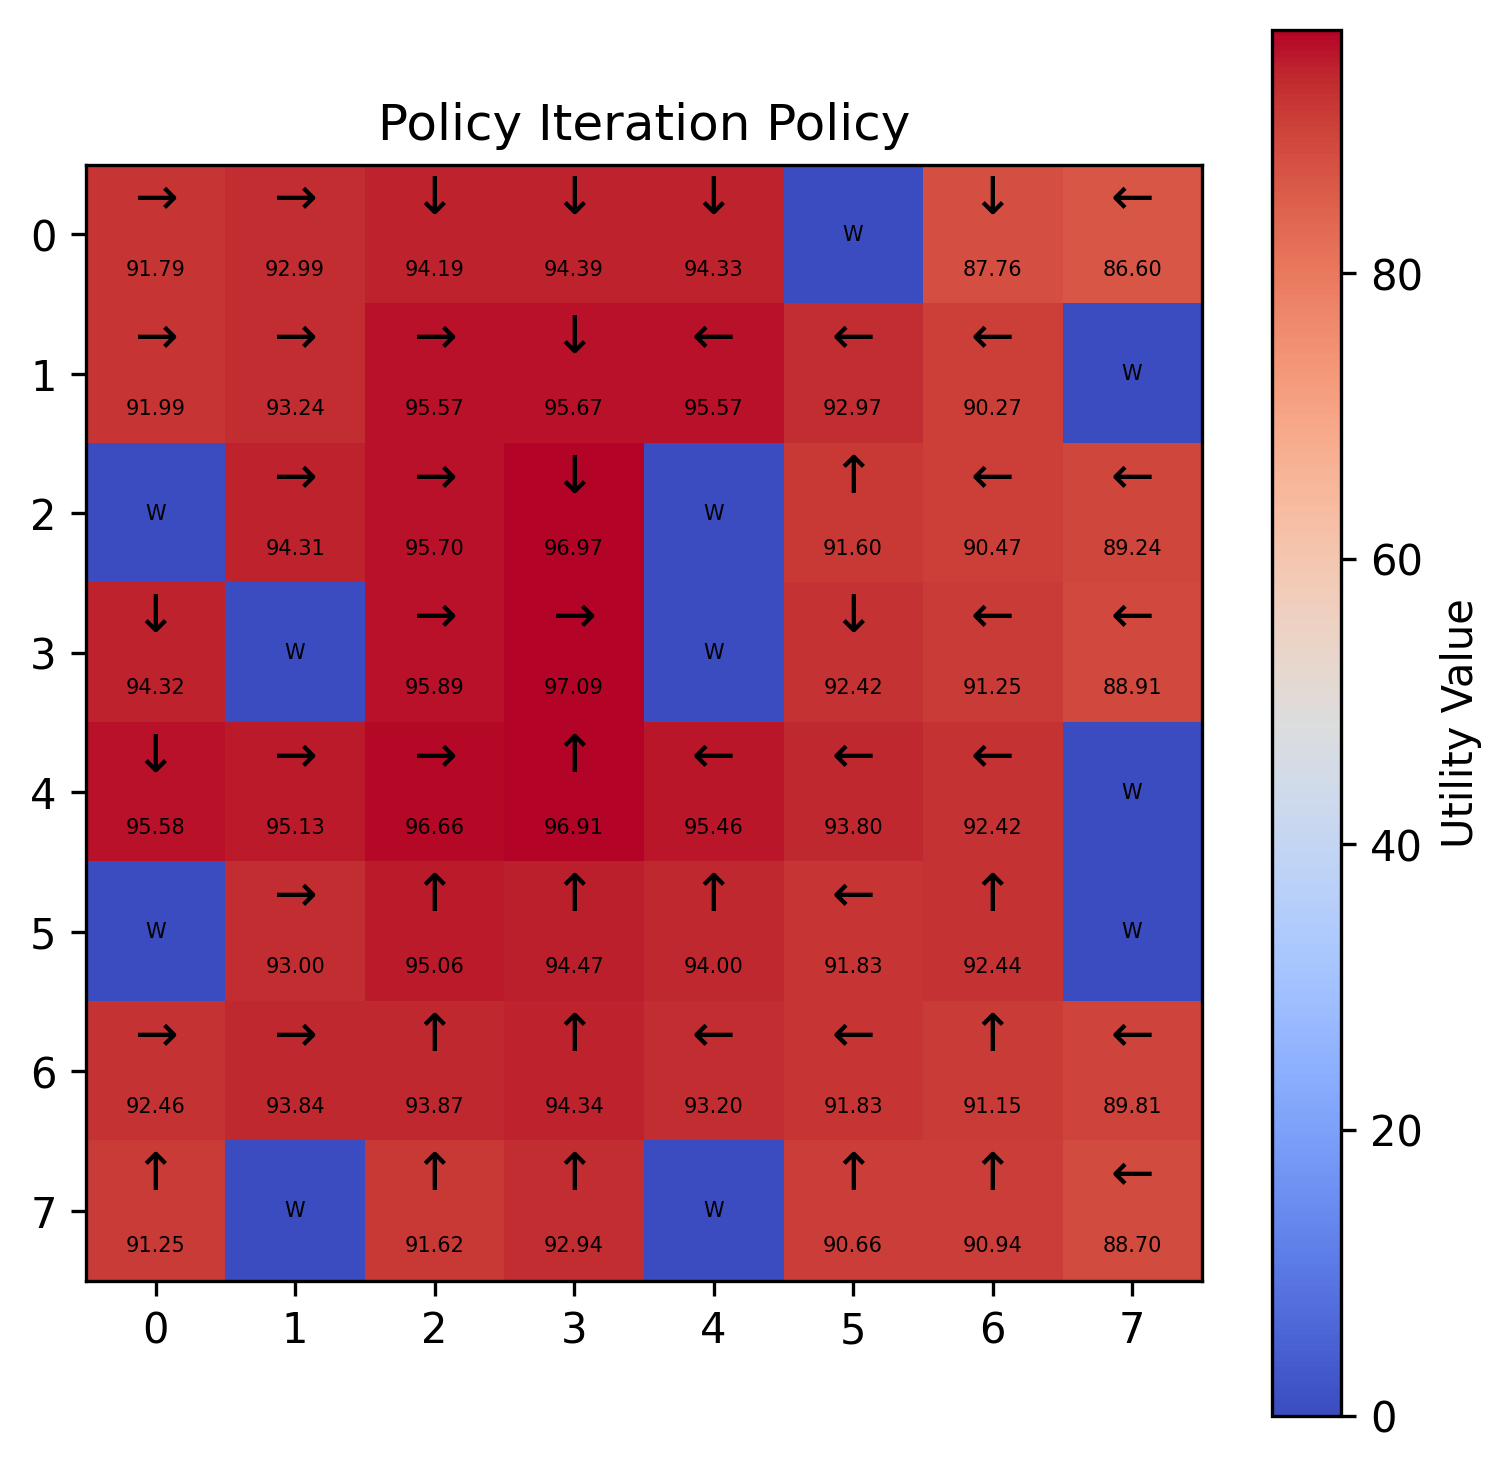 Policy Iteration Policy
0 → → ↓ ↓ ↓ W ↓ ←
91.79 92.99 94.19 94.39 94.33 87.76 86.60
1 → → → ↓ ← ← ← W
91.99 93.24 95.57 95.67 95.57 92.97 90.27
2 W → → ↓ W ↑ ← ←
94.31 95.70 96.97 91.60 90.47 89.24
3 ↓ W → → W ↓ ← ←
94.32 95.89 97.09 92.42 91.25 88.91
4 ↓ → → ↑ ← ← ← W
95.58 95.13 96.66 96.91 95.46 93.80 92.42
5 W → ↑ ↑ ↑ ← ↑ W
93.00 95.06 94.47 94.00 91.83 92.44
6 → → ↑ ↑ ← ← ↑ ←
92.46 93.84 93.87 94.34 93.20 91.83 91.15 89.81
7 ↑ W ↑ ↑ W ↑ ↑ ←
91.25 91.62 92.94 90.66 90.94 88.70
0 1 2 3 4 5 6 7
80
60
40
20
0
Utility Value